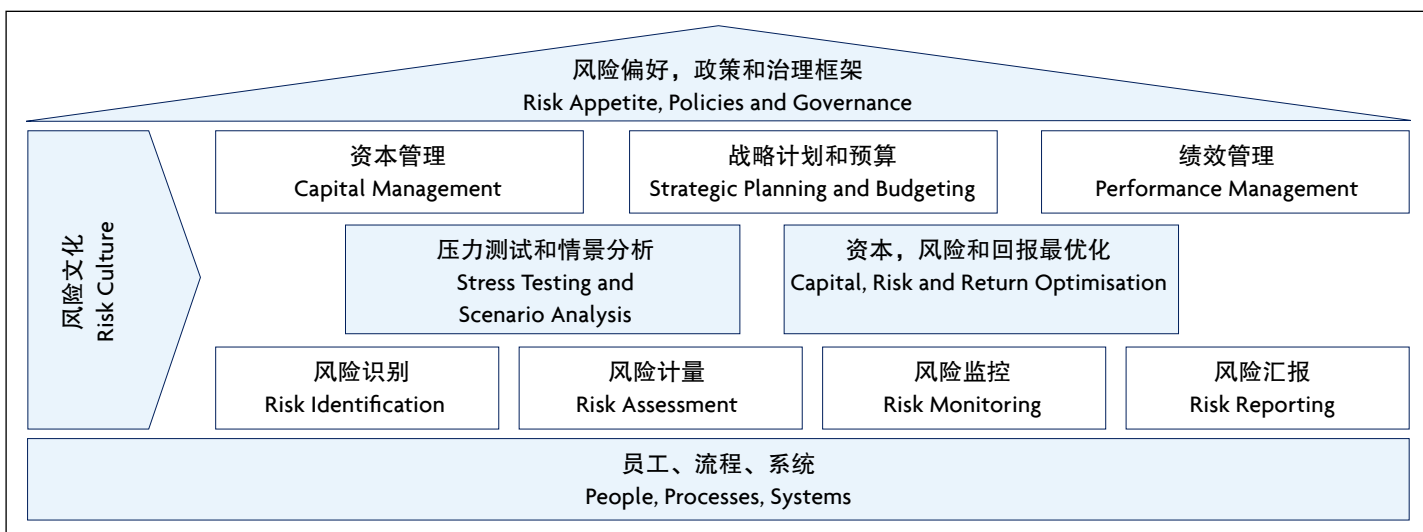 风险偏好，政策和治理框架
Risk Appetite, Policies and Governance
风险文化
Risk Culture
资本管理
Capital Management
战略计划和预算
Strategic Planning and Budgeting
绩效管理
Performance Management
压力测试和情景分析
Stress Testing and
Scenario Analysis
资本，风险和回报最优化
Capital, Risk and Return Optimisation
风险识别
Risk Identification
风险计量
Risk Assessment
风险监控
Risk Monitoring
风险汇报
Risk Reporting
员工、流程、系统
People, Processes, Systems